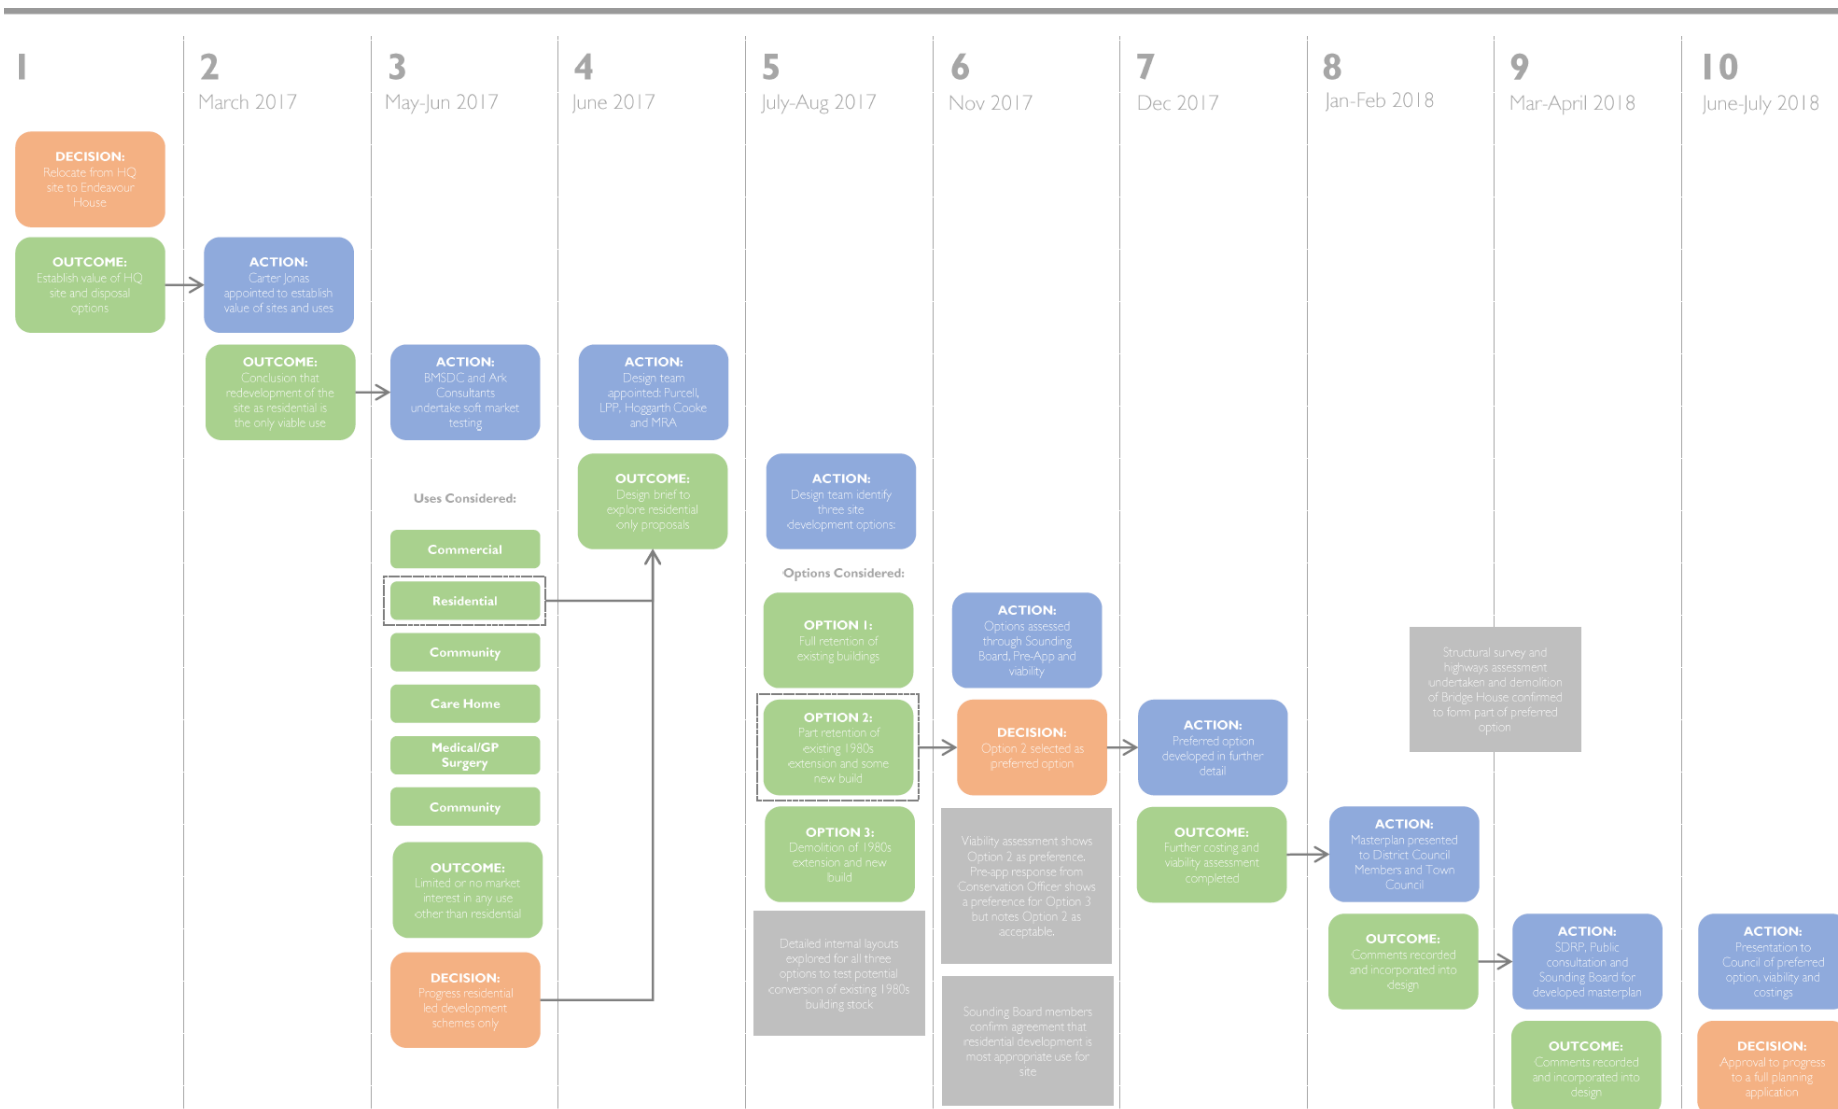 1
2
March 2017
3
May-Jun 2017
4
June 2017
5
July-Aug 2017
6
Nov 2017
7
Dec 2017
8
Jan-Feb 2018
9
Mar-April 2018
10
June-July 2018
DECISION:
Relocate from HQ
site to Endeavour
House
OUTCOME:
Establish value of HQ
site and disposal
options
ACTION:
Carter Jonas
appointed to establish
value of sites and uses
OUTCOME:
Conclusion that
redevelopment of the
site as residential is
the only viable use
ACTION:
BMSDC and Ark
Consultants
undertake soft market
testing
Uses Considered:
Commercial
Residential
Community
Care Home
Medical/GP
Surgery
Community
OUTCOME:
Limited or no market
interest in any use
other than residential
DECISION:
Progress residential
led development
schemes only
ACTION:
Design team
appointed: Purcell,
LPP, Hoggarth Cooke
and MRA
OUTCOME:
Design brief to
explore residential
only proposals
ACTION:
Design team identify
three site
development options:
Options Considered:
OPTION 1:
Full retention of
existing buildings
OPTION 2:
Part retention of
existing 1980s
extension and some
new build
OPTION 3:
Demolition of 1980s
extension and new
build
Detailed internal layouts
explored for all three
options to test potential
conversion of existing 1980s
building stock
ACTION:
Options assessed
through Sounding
Board, Pre-App and
viability
DECISION:
Option 2 selected as
preferred option
Viability assessment shows
Option 2 as preference.
Pre-app response from
Conservation Officer shows
a preference for Option 3
but notes Option 2 as
acceptable.
Sounding Board members
confirm agreement that
residential development is
most appropriate use for
site
ACTION:
Preferred option
developed in further
detail
OUTCOME:
Further costing and
viability assessment
completed
ACTION:
Masterplan presented
to District Council
Members and Town
Council
OUTCOME:
Comments recorded
and incorporated into
design
Structural survey and
highways assessment
undertaken and demolition
of Bridge House confirmed
to form part of preferred
option
ACTION:
SDRP, Public
consultation and
Sounding Board for
developed masterplan
OUTCOME:
Comments recorded
and incorporated into
design
ACTION:
Presentation to
Council of preferred
option, viability and
costings
DECISION:
Approval to progress
to a full planning
application